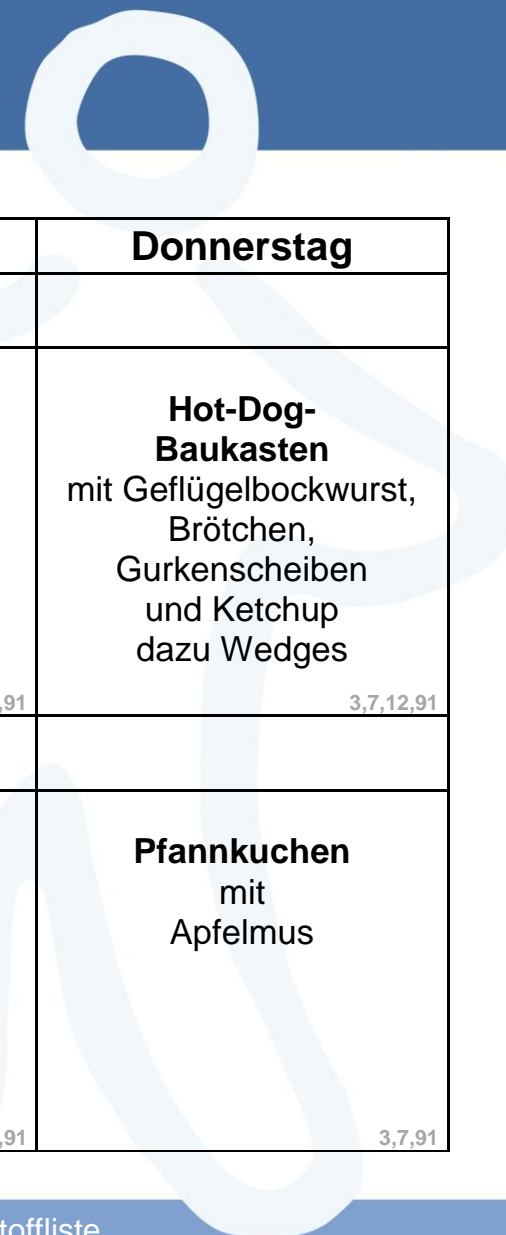 Donnerstag
Hot-Dog-
Baukasten
mit Geflügelbockwurst,
Brötchen,
Gurkenscheiben
und Ketchup
dazu Wedges
,91
3,7,12,91
Pfannkuchen
mit
Apfelmus
,91
3,7,91
toffliste